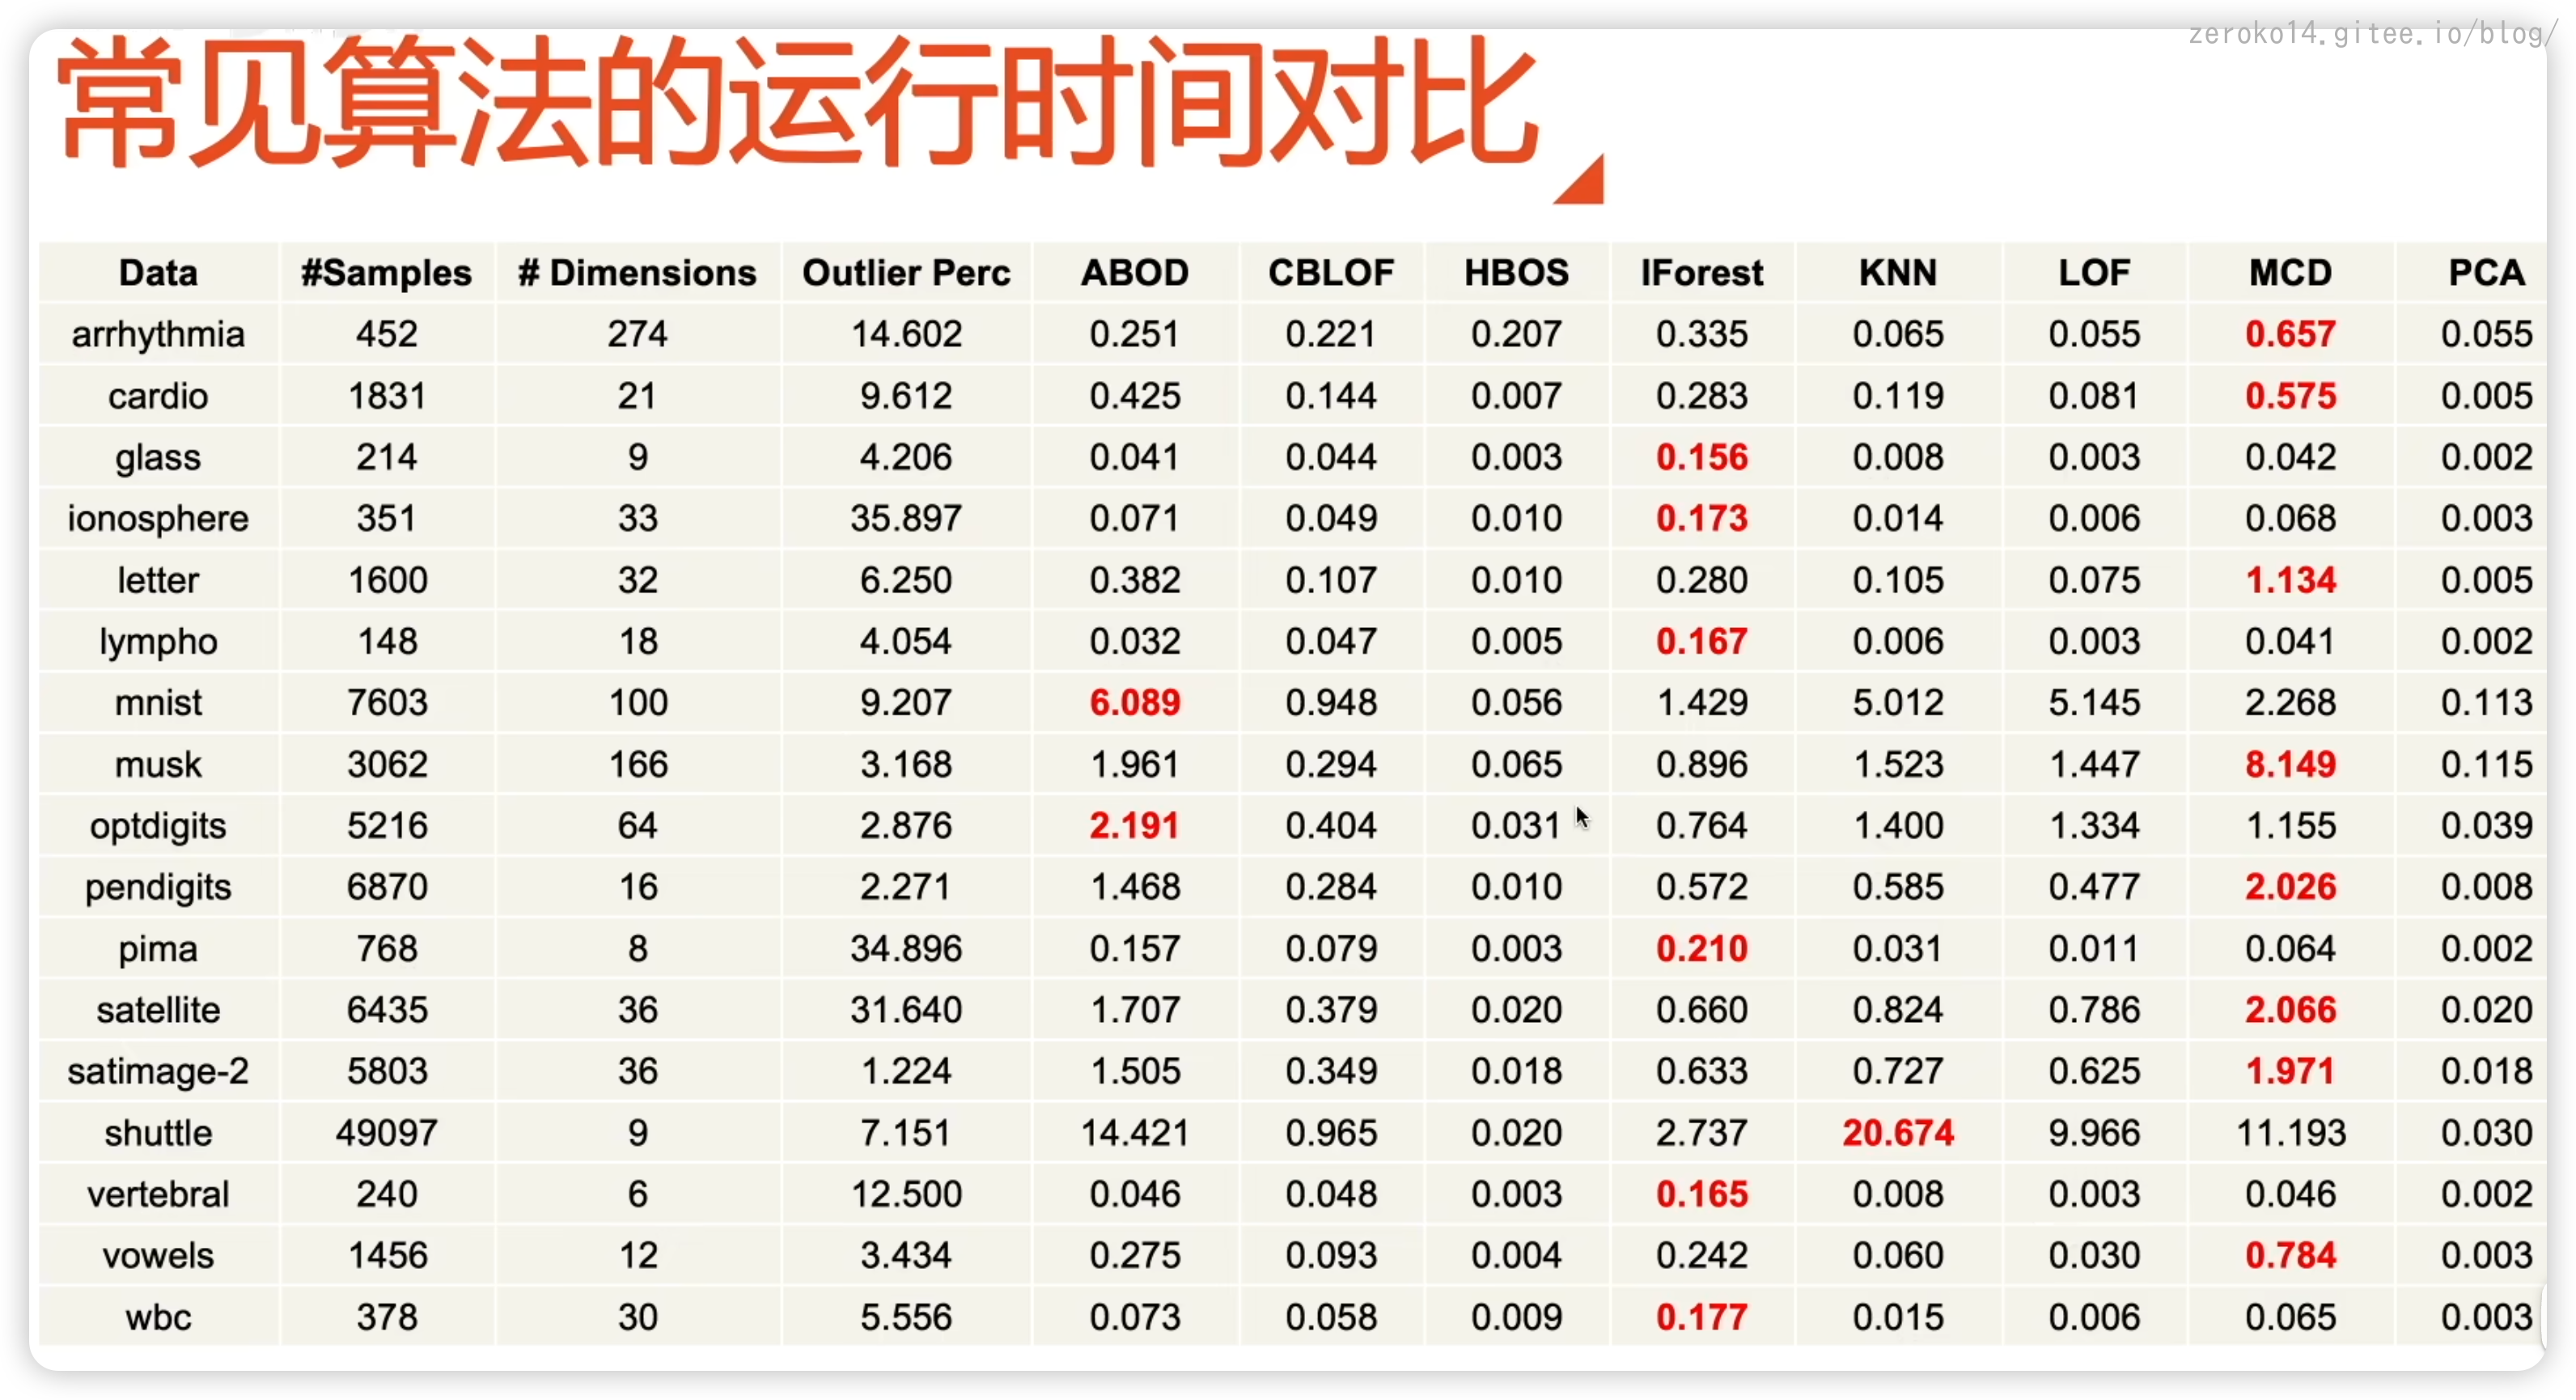 zeroko14.gitee.io/blog/
常见算法的运行时间对比
Data #Samples # Dimensions Outlier Perc ABOD CBLOF HBOS IForest KNN LOF MCD PCA
arrhythmia 452 274 14.602 0.251 0.221 0.207 0.335 0.065 0.055 0.657 0.055
cardio 1831 21 9.612 0.425 0.144 0.007 0.283 0.119 0.081 0.575 0.005
glass 214 9 4.206 0.041 0.044 0.003 0.156 0.008 0.003 0.042 0.002
ionosphere 351 33 35.897 0.071 0.049 0.010 0.173 0.014 0.006 0.068 0.003
letter 1600 32 6.250 0.382 0.107 0.010 0.280 0.105 0.075 1.134 0.005
lympho 148 18 4.054 0.032 0.047 0.005 0.167 0.006 0.003 0.041 0.002
mnist 7603 100 9.207 6.089 0.948 0.056 1.429 5.012 5.145 2.268 0.113
musk 3062 166 3.168 1.961 0.294 0.065 0.896 1.523 1.447 8.149 0.115
optdigits 5216 64 2.876 2.191 0.404 0.031 0.764 1.400 1.334 1.155 0.039
pendigits 6870 16 2.271 1.468 0.284 0.010 0.572 0.585 0.477 2.026 0.008
pima 768 8 34.896 0.157 0.079 0.003 0.210 0.031 0.011 0.064 0.002
satellite 6435 36 31.640 1.707 0.379 0.020 0.660 0.824 0.786 2.066 0.020
satimage-2 5803 36 1.224 1.505 0.349 0.018 0.633 0.727 0.625 1.971 0.018
shuttle 49097 9 7.151 14.421 0.965 0.020 2.737 20.674 9.966 11.193 0.030
vertebral 240 6 12.500 0.046 0.048 0.003 0.165 0.008 0.003 0.046 0.002
vowels 1456 12 3.434 0.275 0.093 0.004 0.242 0.060 0.030 0.784 0.003
wbc 378 30 5.556 0.073 0.058 0.009 0.177 0.015 0.006 0.065 0.003